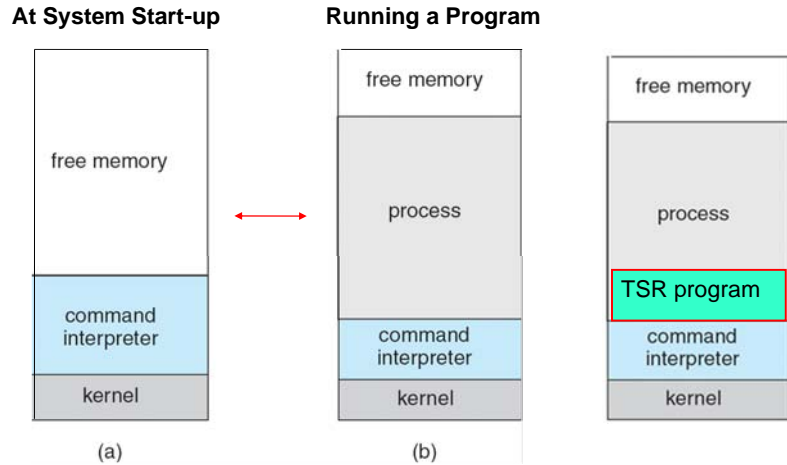 At System Start-up
Running a Program
free memory
command
interpreter
kernel
(a)
free memory
process
command
interpreter
kernel
(b)
free memory
process
TSR program
command
interpreter
kernel